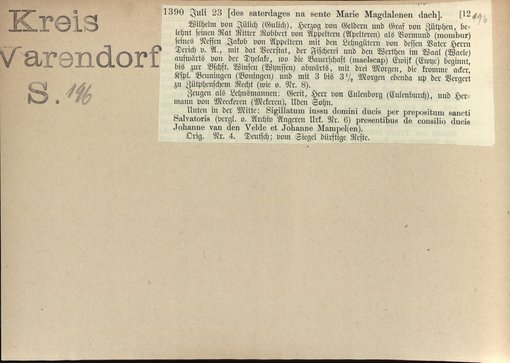 Kreis
Warendorf
S. 196
1390 Juli 23 [des saterdages na sente Marie Magdalenen dach]. [12
196
Wilhelm von Jülich (Gulich), Herzog von Geldern und Graf von Zütphen, be-
lehnt seinen Rat Ritter Robbert von Appeltern (Apelteren) als Vormund (mombur)
seines Neffen Jakob von Appeltern mit den Lehngütern von dessen Vater Herrn
Derich v. A., mit dat Veerstat, der Fischerei und den Werthen im Waal (Waele)
aufwärts von der Dyelake, wo die Bauerschaft (maelscap) Ewijk (Ewyc) beginnt,
bis zur Bschft. Winsen (Wynssen) abwärts, mit drei Morgen, die kromme acker,
Kspl. Beuningen (Boningen) und mit 3 bis 3½ Morgen ebenda up der Bergert
zu Zütphenschem Recht (wie o. Nr. 8).
Zeugen als Lehnsmannen: Gerit, Herr von Culenborg (Culenburch), und Her-
mann von Meeckeren (Mekeren), Uden Sohn.
Unten in der Mitte: Sigillatum iussu domini ducis per prepositum sancti
Salvatoris (vergl. o. Archiv Angeren Urk. Nr. 6) presentibus de consilio ducis
Johanne van den Velde et Johanne Mampe
Orig. Nr. 4. Deutsch; vom Siegel dürftige Reste.